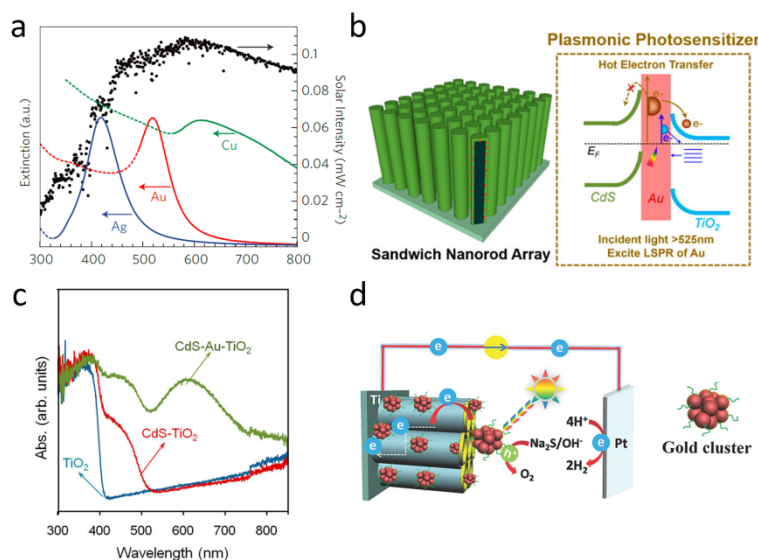 a
Extinction (a.u.)
0.1
0.08
0.06
0.04
0.02
0
Solar Intensity (mW cm⁻²)
Cu
Au
Ag
300 400 500 600 700 800
b
Sandwich Nanorod Array
Plasmonic Photosensitizer
Hot Electron Transfer
e-
e-
e-
E_F
CdS
Au
TiO₂
Incident light >525nm
Excite LSPR of Au
c
Abs. (arb. units)
CdS-Au-TiO₂
CdS-TiO₂
TiO₂
300 400 500 600 700 800
Wavelength (nm)
d
e
e
Ti
e
e
e
h⁺
Na₂S/OH⁻
O₂
4H⁺
e
Pt
2H₂
Gold cluster